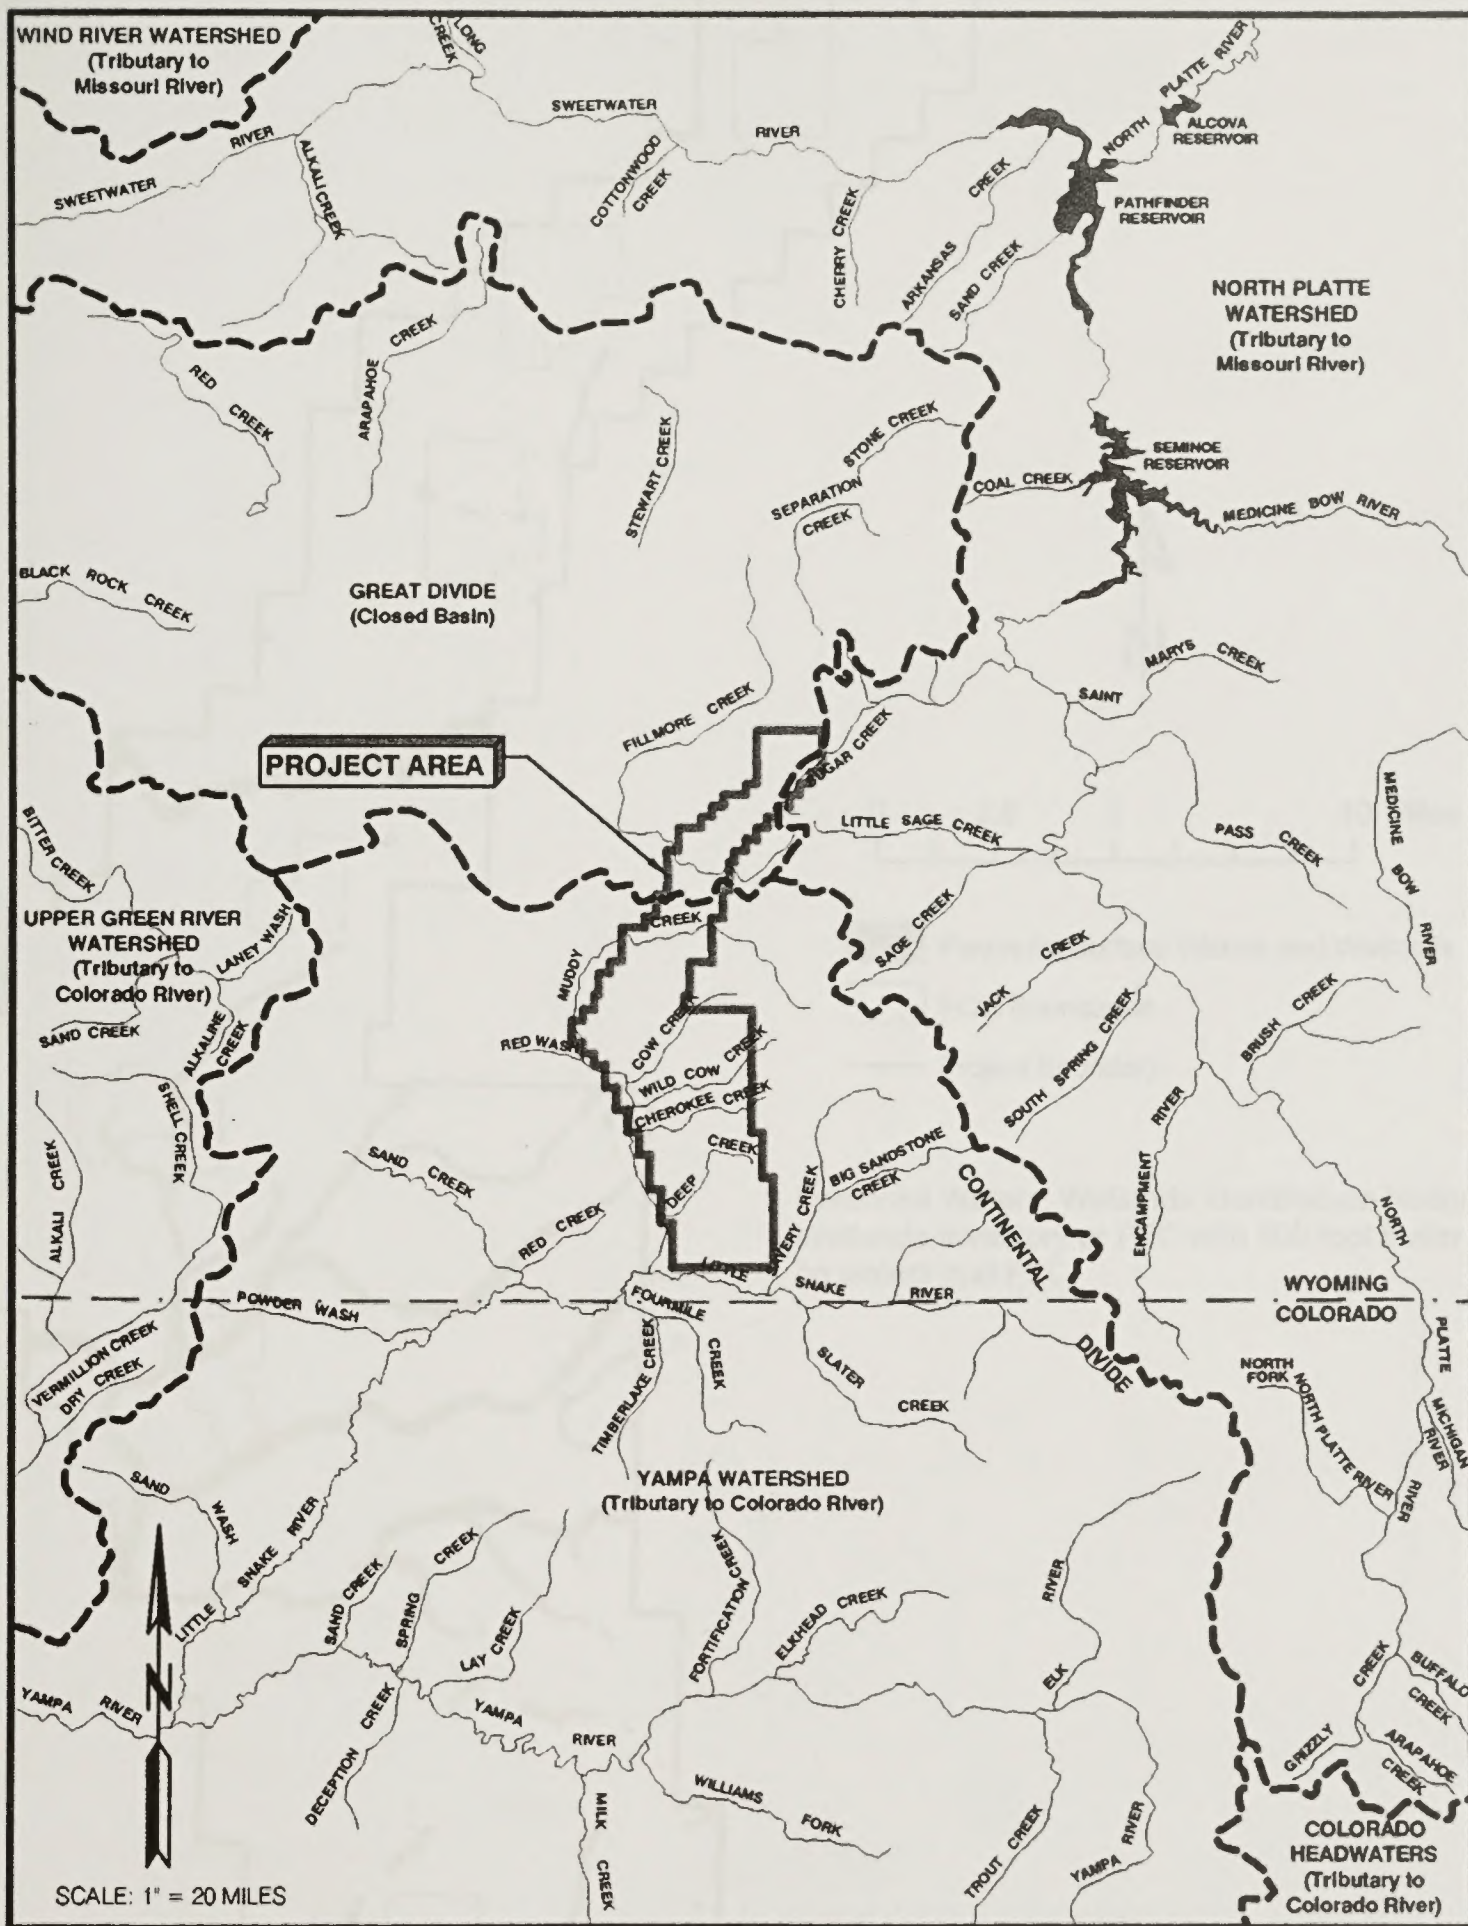 WIND RIVER WATERSHED
(Tributary to
Missouri River)
LONG
CREEK
SWEETWATER
RIVER
SWEETWATER
RIVER
ALKALI CREEK
COTTONWOOD
CREEK
CHERRY CREEK
ARKANSAS
CREEK
SAND CREEK
NORTH
PLATTE RIVER
ALCOVA
RESERVOIR
PATHFINDER
RESERVOIR
NORTH PLATTE
WATERSHED
(Tributary to
Missouri River)
RED
CREEK
ARAPAHOE
CREEK
STEWART CREEK
STONE CREEK
SEPARATION
CREEK
COAL CREEK
SEMINOE
RESERVOIR
MEDICINE BOW RIVER
BLACK ROCK CREEK
GREAT DIVIDE
(Closed Basin)
SAINT
MARYS CREEK
FILLMORE CREEK
PROJECT AREA
SUGAR CREEK
LITTLE SAGE CREEK
PASS CREEK
MEDICINE
BOW
RIVER
BITTER CREEK
UPPER GREEN RIVER
WATERSHED
(Tributary to
Colorado River)
LANEY WASH
SAND CREEK
ALKALINE
CREEK
MUDDY
CREEK
SAGE CREEK
JACK
CREEK
SOUTH SPRING CREEK
BRUSH CREEK
RED WASH
COW CREEK
WILD COW CREEK
CHEROKEE CREEK
DEEP
CREEK
SHELL CREEK
ALKALI CREEK
SAND CREEK
RED CREEK
SAVERY CREEK
BIG SANDSTONE
CREEK
CONTINENTAL
DIVIDE
ENCAMPMENT
RIVER
NORTH
PLATTE
RIVER
LITTLE
SNAKE
RIVER
WYOMING
COLORADO
POWDER WASH
FOURMILE
CREEK
TIMBERLAKE CREEK
SLATER
CREEK
VERMILLION CREEK
DRY CREEK
NORTH
FORK
NORTH PLATTE RIVER
MICHIGAN
RIVER
YAMPA WATERSHED
(Tributary to Colorado River)
SAND
WASH
LITTLE
SNAKE
RIVER
SAND CREEK
SPRING
CREEK
LAY CREEK
FORTIFICATION CREEK
ELKHEAD CREEK
ELK
RIVER
YAMPA RIVER
N
DECEPTION CREEK
YAMPA
RIVER
MILK
CREEK
WILLIAMS
FORK
TROUT CREEK
YAMPA RIVER
CREEK
GRIZZLY
BUFFALO
CREEK
ARAPAHOE
CREEK
COLORADO
HEADWATERS
(Tributary to
Colorado River)
SCALE: 1" = 20 MILES